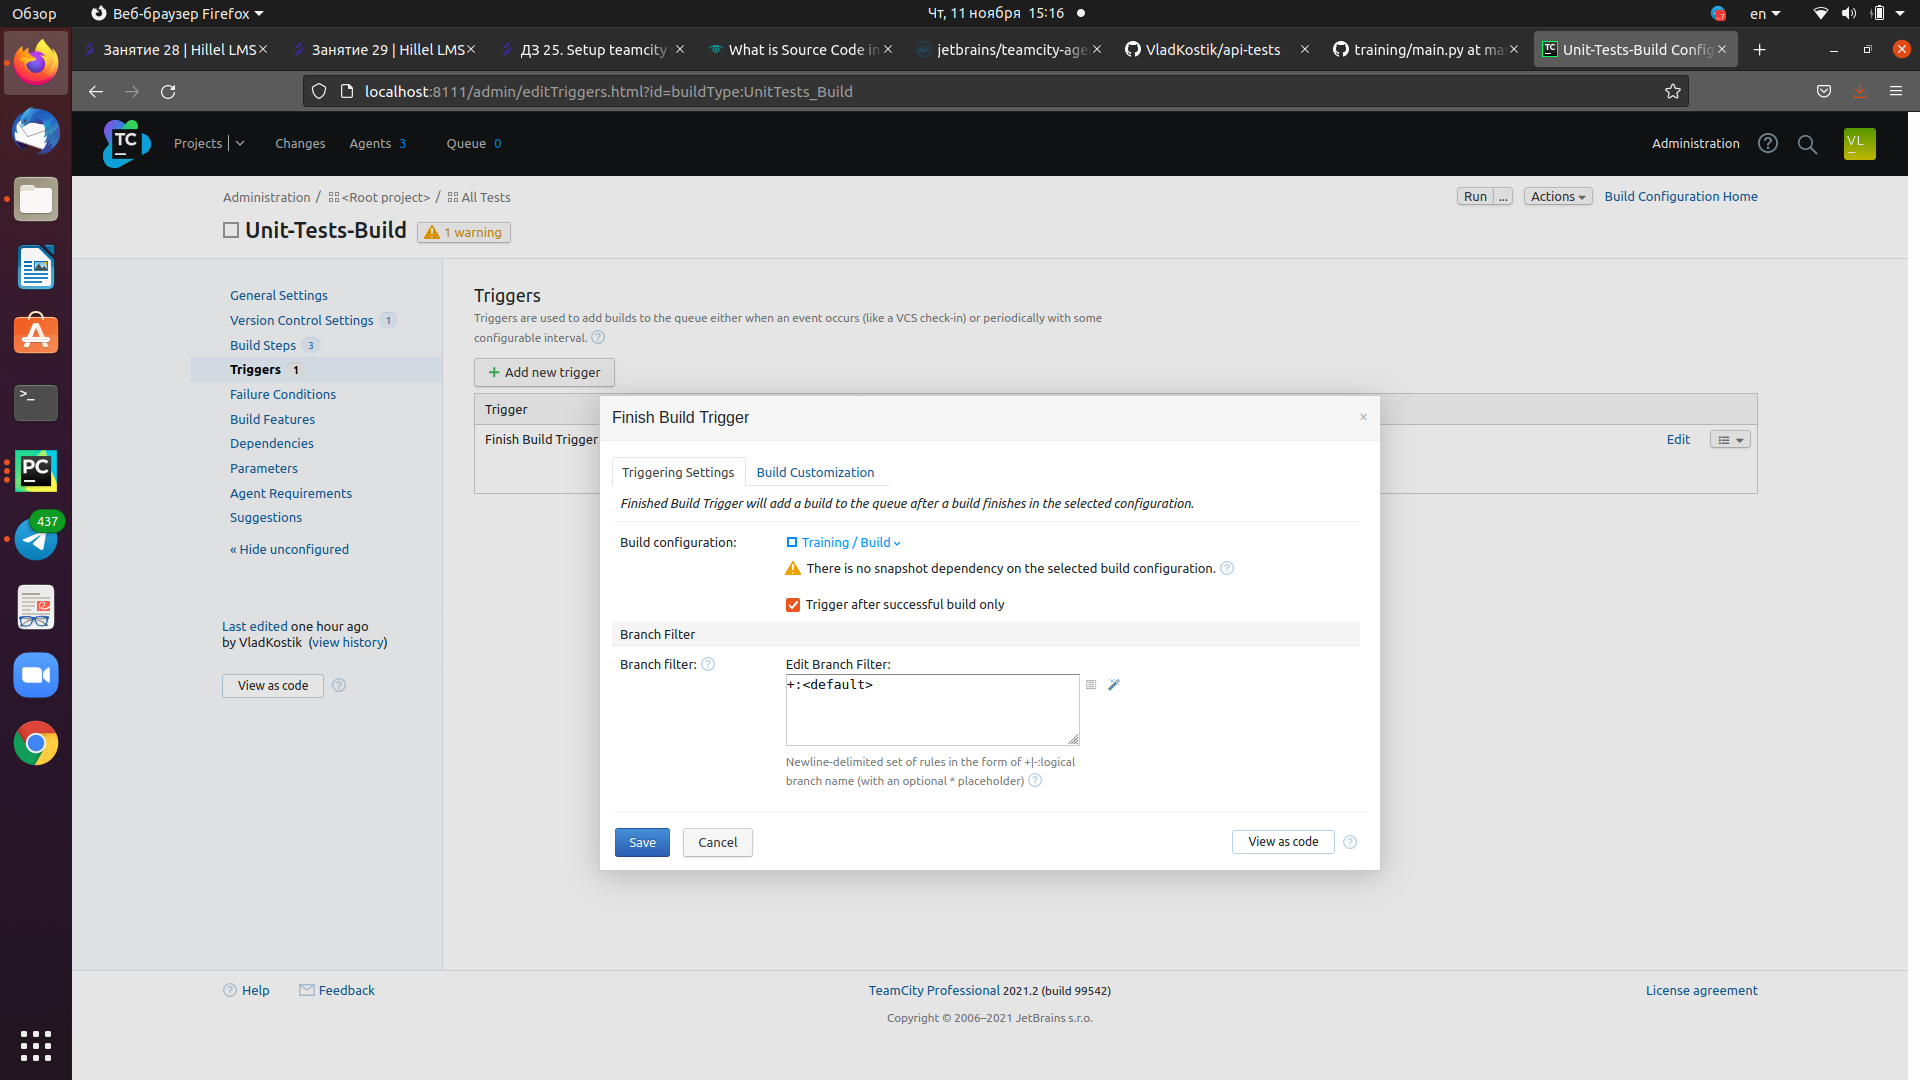 Обзор
Веб-браузер Firefox
Чт, 11 ноября 15:16
en
Занятие 28 | Hillel LMS
Занятие 29 | Hillel LMS
ДЗ 25. Setup teamcity
What is Source Code in
jetbrains/teamcity-age
VladKostik/api-tests
training/main.py at ma
Unit-Tests-Build Config
localhost:8111/admin/editTriggers.html?id=buildType:UnitTests_Build
TC
Projects
Changes
Agents 3
Queue 0
Administration
VL
Administration / <Root project> / All Tests
Run ...
Actions
Build Configuration Home
Unit-Tests-Build
1 warning
General Settings
Version Control Settings 1
Build Steps 3
Triggers 1
Failure Conditions
Build Features
Dependencies
Parameters
Agent Requirements
Suggestions
« Hide unconfigured
Last edited one hour ago
by VladKostik (view history)
View as code ?
Triggers
Triggers are used to add builds to the queue either when an event occurs (like a VCS check-in) or periodically with some
configurable interval. ?
+ Add new trigger
Trigger
Finish Build Trigger
Edit
Finish Build Trigger
×
Triggering Settings
Build Customization
Finished Build Trigger will add a build to the queue after a build finishes in the selected configuration.
Build configuration:
Training / Build
There is no snapshot dependency on the selected build configuration. ?
Trigger after successful build only
Branch Filter
Branch filter: ?
Edit Branch Filter:
+:<default>
Newline-delimited set of rules in the form of +|-:logical
branch name (with an optional * placeholder) ?
Save
Cancel
View as code ?
437
PC
>_
? Help
Feedback
TeamCity Professional 2021.2 (build 99542)
License agreement
Copyright © 2006–2021 JetBrains s.r.o.